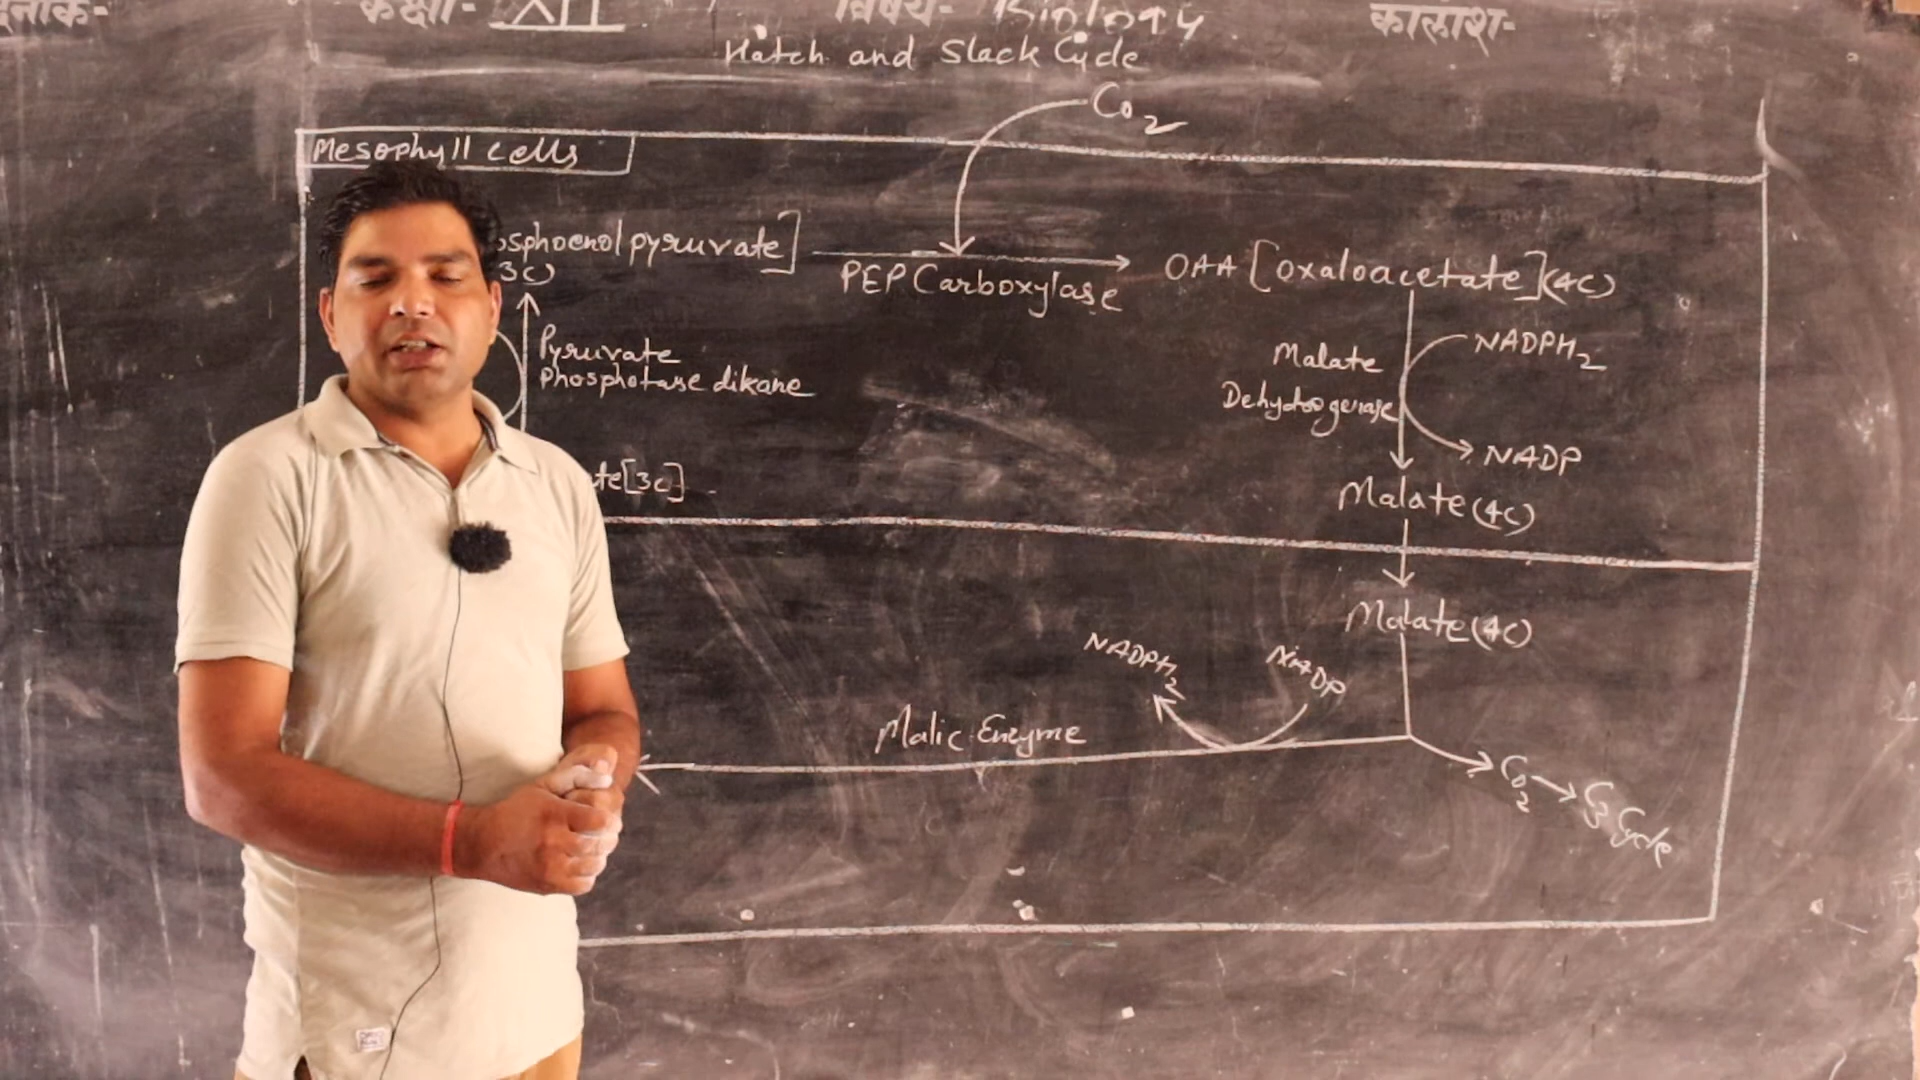 कक्षा- XII विषय- Biology कालांश-
Hatch and Slack Cycle
CO2
Mesophyll cells
osphoenol pyruvate]
3C)
PEP Carboxylase
OAA [oxaloacetate](4C)
Pyruvate
phosphotase dikane
Malate
Dehydrogenase
NADPH2
NADP
te[3C]
Malate(4C)
Malate(4C)
NADPH2
NADP
Malic Enzyme
CO2
C3 Cycle